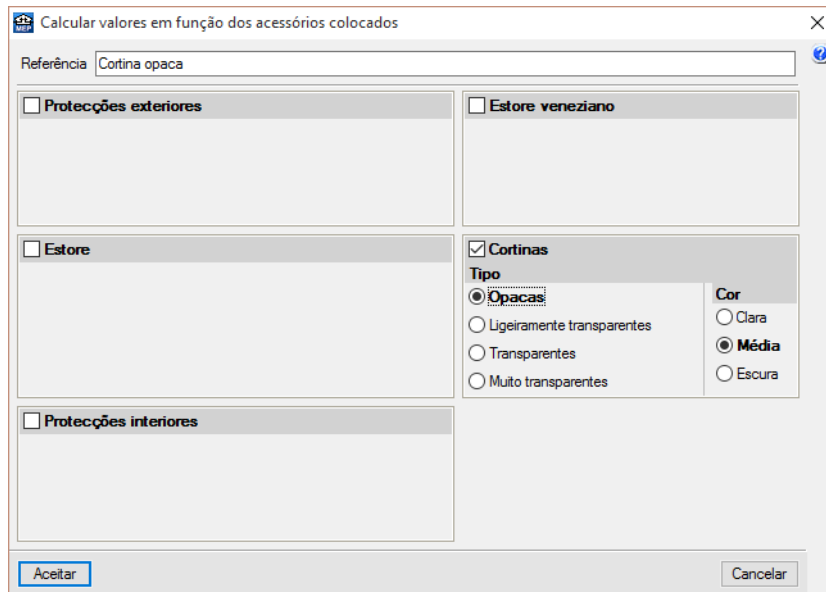 MEP
Calcular valores em função dos acessórios colocados
Referência Cortina opaca
Protecções exteriores
Estore veneziano
Estore
Cortinas
Tipo
Opacas
Ligeiramente transparentes
Transparentes
Muito transparentes
Cor
Clara
Média
Escura
Protecções interiores
Aceitar
Cancelar